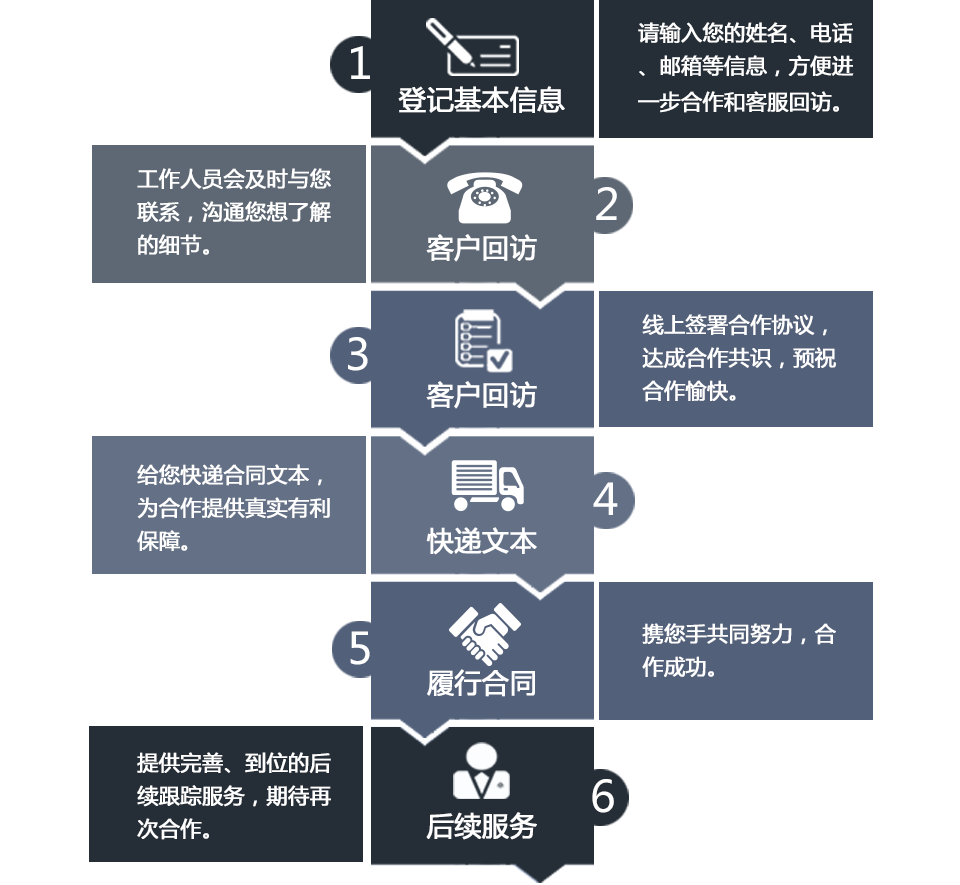 1
登记基本信息
请输入您的姓名、电话
、邮箱等信息，方便进
一步合作和客服回访。
工作人员会及时与您
联系，沟通您想了解
的细节。
客户回访
2
3
客户回访
线上签署合作协议，
达成合作共识，预祝
合作愉快。
给您快递合同文本，
为合作提供真实有利
保障。
快递文本
4
5
履行合同
携您手共同努力，合
作成功。
提供完善、到位的后
续跟踪服务，期待再
次合作。
后续服务
6